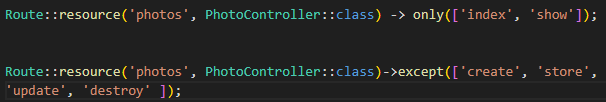 Route::resource('photos', PhotoController::class) -> only(['index', 'show']);
Route::resource('photos', PhotoController::class)->except(['create', 'store',
'update', 'destroy' ]);